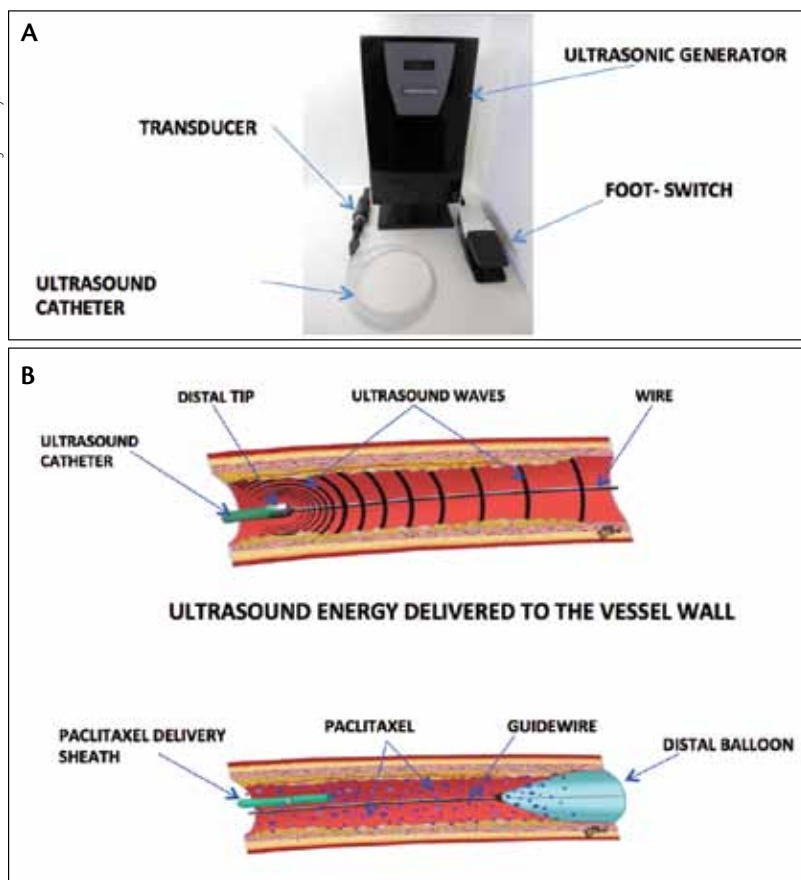 A
ULTRASONIC GENERATOR
TRANSDUCER
FOOT- SWITCH
ULTRASOUND
CATHETER
B
DISTAL TIP
ULTRASOUND WAVES
WIRE
ULTRASOUND
CATHETER
ULTRASOUND ENERGY DELIVERED TO THE VESSEL WALL
PACLITAXEL DELIVERY
SHEATH
PACLITAXEL
GUIDEWIRE
DISTAL BALLOON